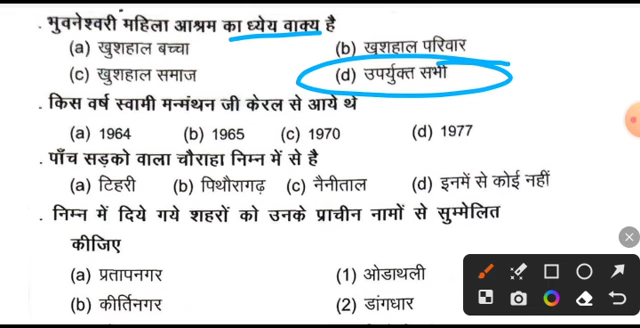 . भुवनेश्वरी महिला आश्रम का ध्येय वाक्य है
(a) खुशहाल बच्चा (b) खुशहाल परिवार
(c) खुशहाल समाज (d) उपर्युक्त सभी
. किस वर्ष स्वामी मन्मंथन जी केरल से आये थे
(a) 1964 (b) 1965 (c) 1970 (d) 1977
. पाँच सड़को वाला चौराहा निम्न में से है
(a) टिहरी (b) पिथौरागढ़ (c) नैनीताल (d) इनमें से कोई नहीं
. निम्न में दिये गये शहरों को उनके प्राचीन नामों से सुम्मेलित
कीजिए
(a) प्रतापनगर (1) ओडाथली
(b) कीर्तिनगर (2) डांगधार